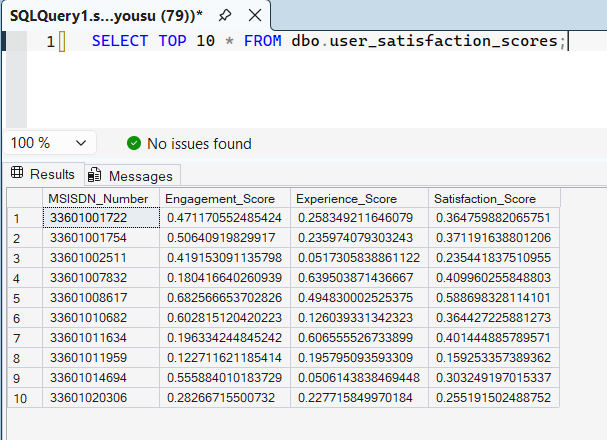 SQLQuery1.s...yousu (79))*
1 SELECT TOP 10 * FROM dbo.user_satisfaction_scores;
100 % No issues found
Results Messages
MSISDN_Number Engagement_Score Experience_Score Satisfaction_Score
1 33601001722 0.471170552485424 0.258349211646079 0.364759882065751
2 33601001754 0.50640919829917 0.235974079303243 0.371191638801206
3 33601002511 0.419153091135798 0.0517305838861122 0.235441837510955
4 33601007832 0.180416640260939 0.639503871436667 0.409960255848803
5 33601008617 0.682566653702826 0.494830002525375 0.588698328114101
6 33601010682 0.602815120420223 0.126039331342323 0.364427225881273
7 33601011634 0.196334244845242 0.606555526733899 0.401444885789571
8 33601011959 0.122711621185414 0.195795093593309 0.159253357389362
9 33601014694 0.555884010183729 0.0506143838469448 0.303249197015337
10 33601020306 0.28266715500732 0.227715849970184 0.255191502488752